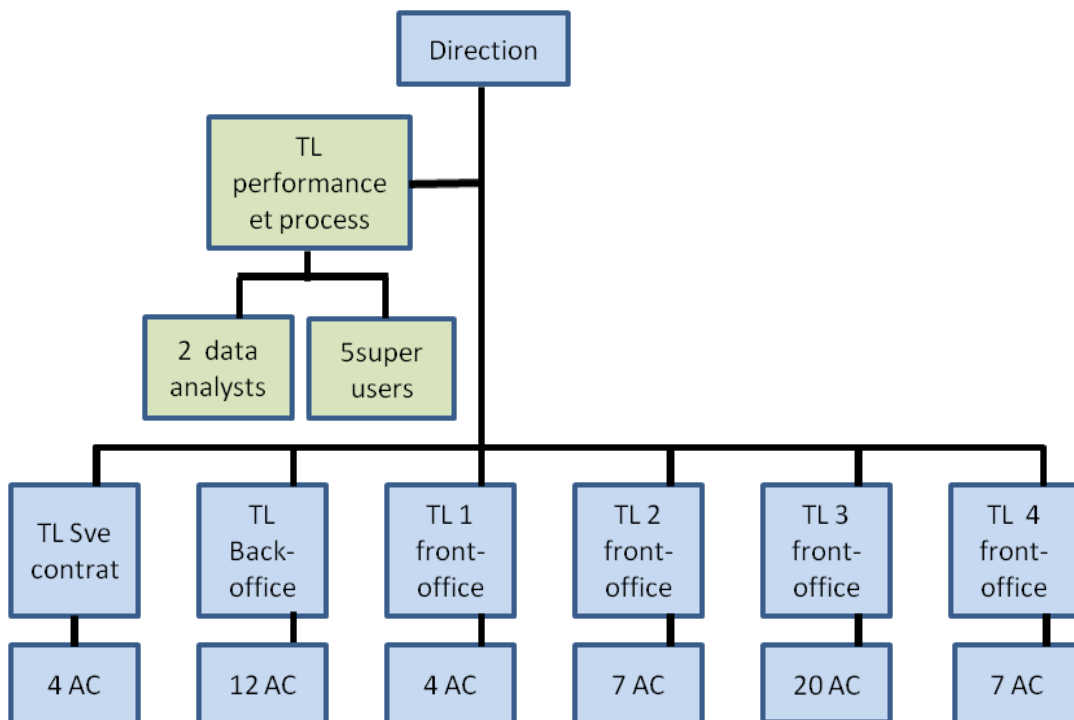 Direction
TL
performance
et process
2 data
analysts
5super
users
TL Sve
contrat
TL
Back-
office
TL 1
front-
office
TL 2
front-
office
TL 3
front-
office
TL 4
front-
office
4 AC
12 AC
4 AC
7 AC
20 AC
7 AC